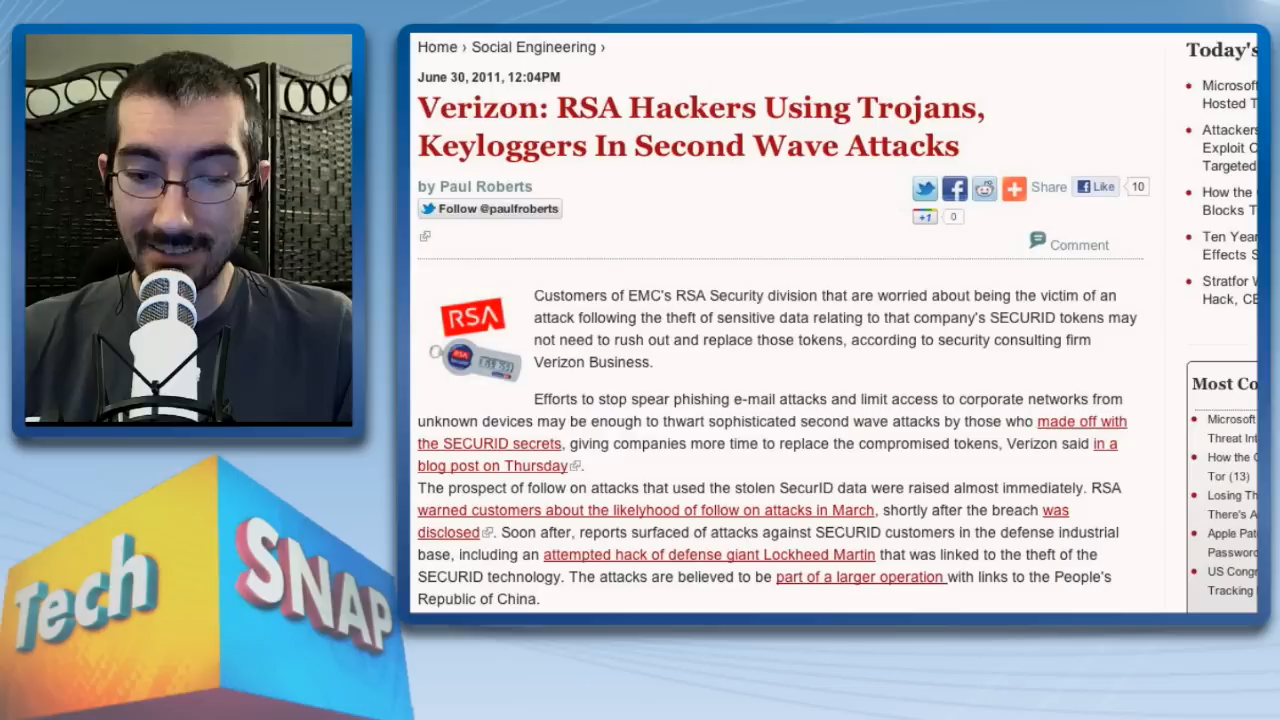 Home › Social Engineering ›
June 30, 2011, 12:04PM
Verizon: RSA Hackers Using Trojans,
Keyloggers In Second Wave Attacks
by Paul Roberts
Follow @paulfroberts
Share
Like
10
+1
0
Comment
RSA
Customers of EMC's RSA Security division that are worried about being the victim of an
attack following the theft of sensitive data relating to that company's SECURID tokens may
not need to rush out and replace those tokens, according to security consulting firm
Verizon Business.
Efforts to stop spear phishing e-mail attacks and limit access to corporate networks from
unknown devices may be enough to thwart sophisticated second wave attacks by those who made off with
the SECURID secrets, giving companies more time to replace the compromised tokens, Verizon said in a
blog post on Thursday.
The prospect of follow on attacks that used the stolen SecurID data were raised almost immediately. RSA
warned customers about the likelyhood of follow on attacks in March, shortly after the breach was
disclosed. Soon after, reports surfaced of attacks against SECURID customers in the defense industrial
base, including an attempted hack of defense giant Lockheed Martin that was linked to the theft of the
SECURID technology. The attacks are believed to be part of a larger operation with links to the People's
Republic of China.
Today's
Microsoft
Hosted T
Attackers
Exploit C
Targeted
How the
Blocks T
Ten Year
Effects S
Stratfor W
Hack, CE
Most Co
Microsoft
Threat Int
How the C
Tor (13)
Losing Th
There's A
Apple Pat
Password
US Congr
Tracking
Tech
SNAP